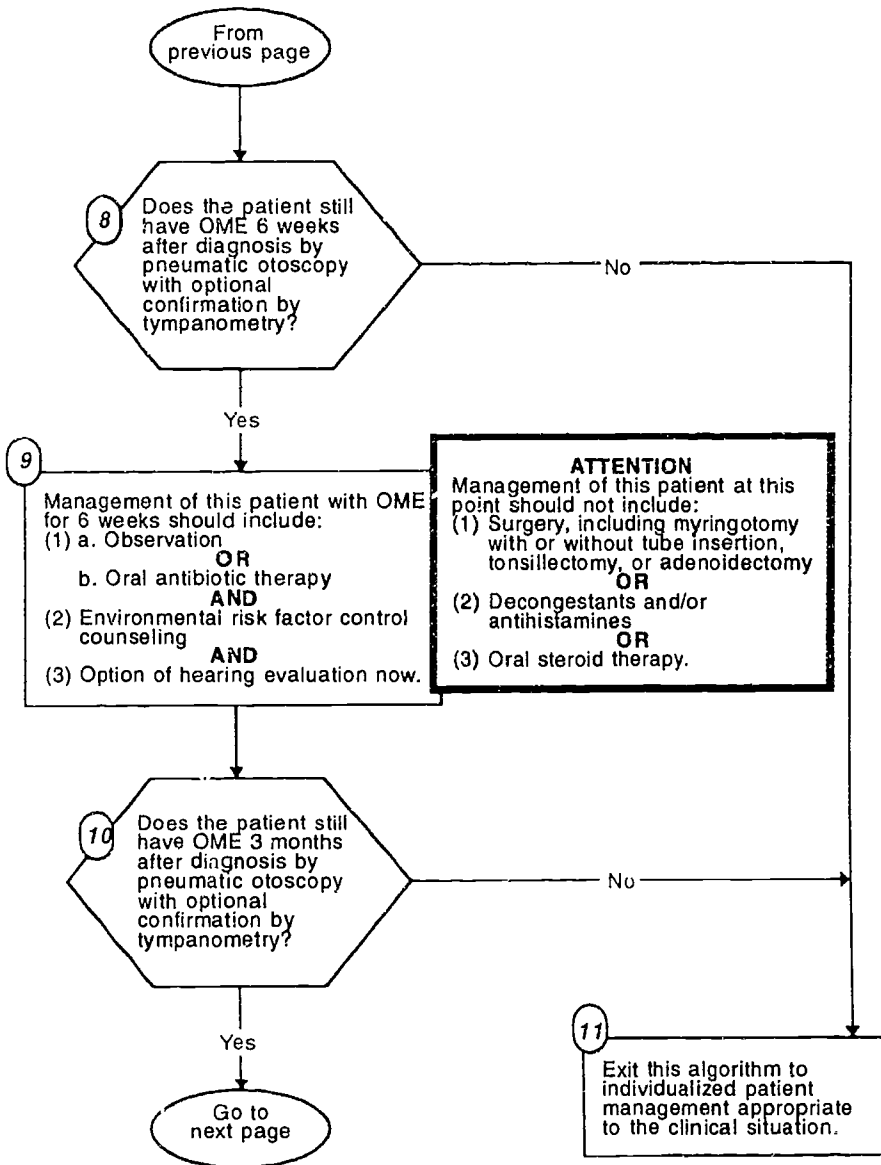 From
previous page
8
Does the patient still
have OME 6 weeks
after diagnosis by
pneumatic otoscopy
with optional
confirmation by
tympanometry?
No
Yes
9
Management of this patient with OME
for 6 weeks should include:
(1) a. Observation
OR
b. Oral antibiotic therapy
AND
(2) Environmental risk factor control
counseling
AND
(3) Option of hearing evaluation now.
ATTENTION
Management of this patient at this
point should not include:
(1) Surgery, including myringotomy
with or without tube insertion,
tonsillectomy, or adenoidectomy
OR
(2) Decongestants and/or
antihistamines
OR
(3) Oral steroid therapy.
10
Does the patient still
have OME 3 months
after diagnosis by
pneumatic otoscopy
with optional
confirmation by
tympanometry?
No
Yes
Go to
next page
11
Exit this algorithm to
individualized patient
management appropriate
to the clinical situation.